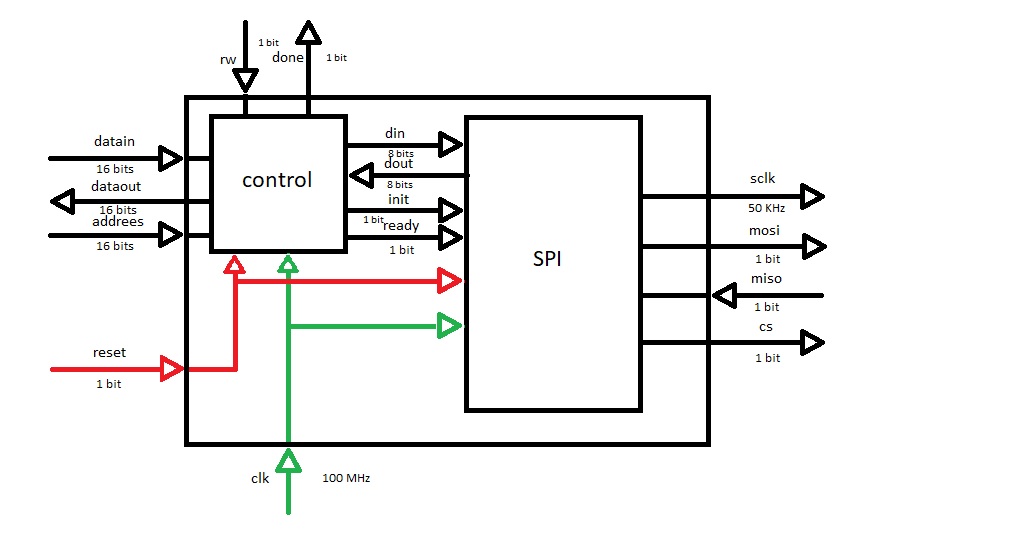 rw
1 bit
done
1 bit
datain
16 bits
dataout
16 bits
addrees
16 bits
control
din
8 bits
dout
8 bits
init
1 bit
ready
1 bit
SPI
sclk
50 KHz
mosi
1 bit
miso
1 bit
cs
1 bit
reset
1 bit
clk
100 MHz